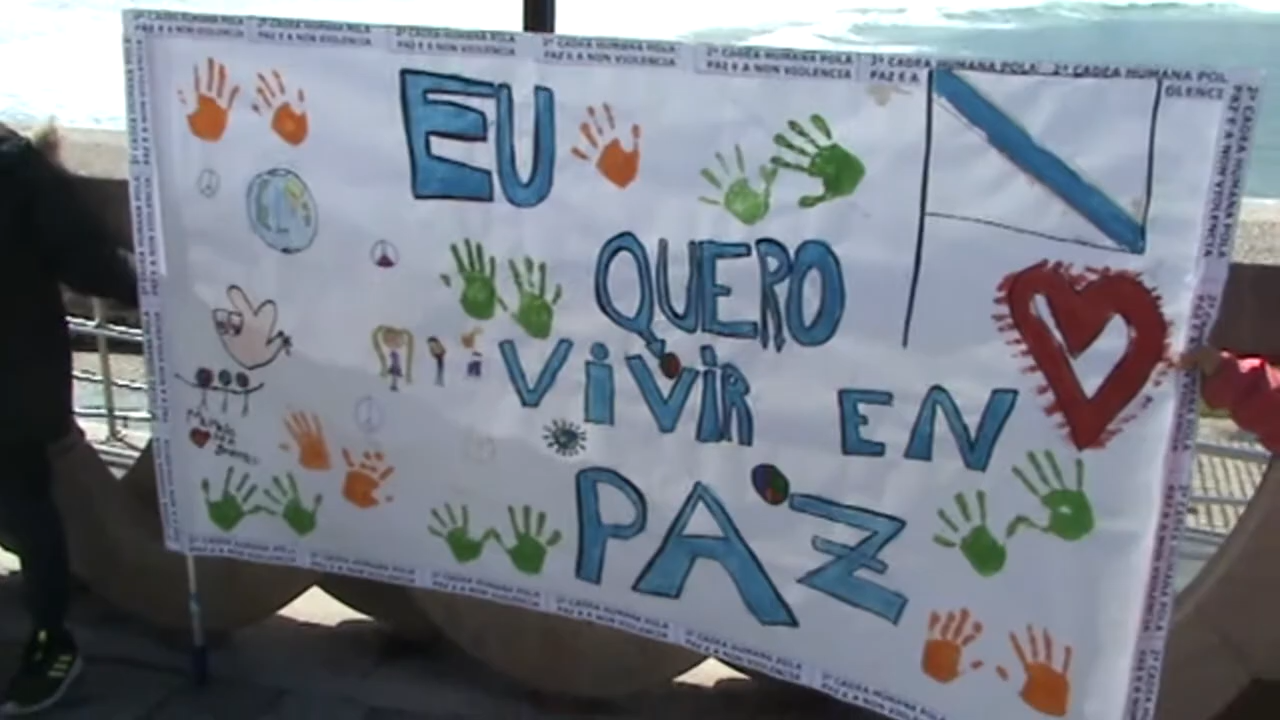 2ª CADEA HUMANA POLA
PAZ E A NON VIOLENCIA
EU
QUERO
VIVIR EN
PAZ